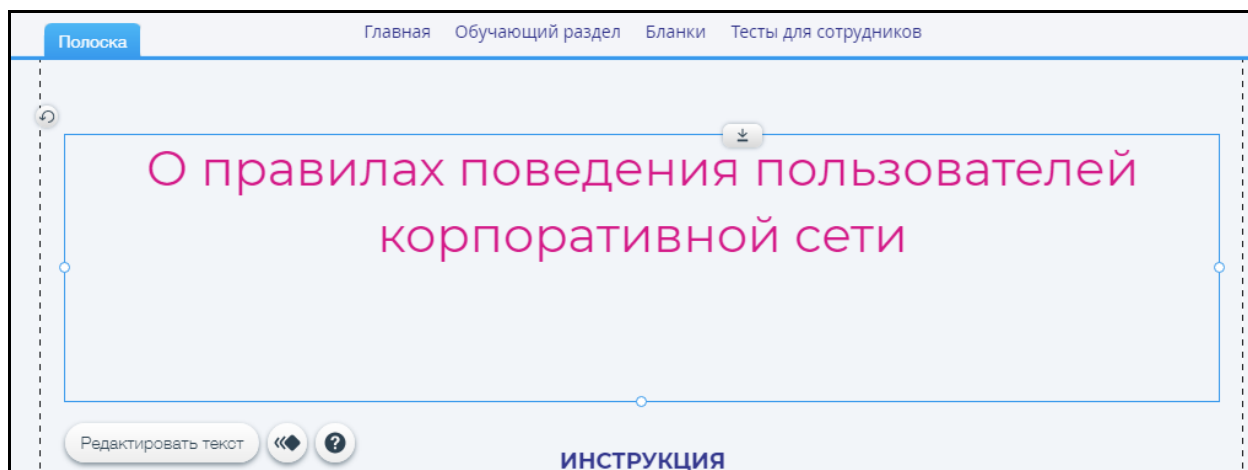 Полоска
Главная Обучающий раздел Бланки Тесты для сотрудников
О правилах поведения пользователей
корпоративной сети
Редактировать текст
ИНСТРУКЦИЯ